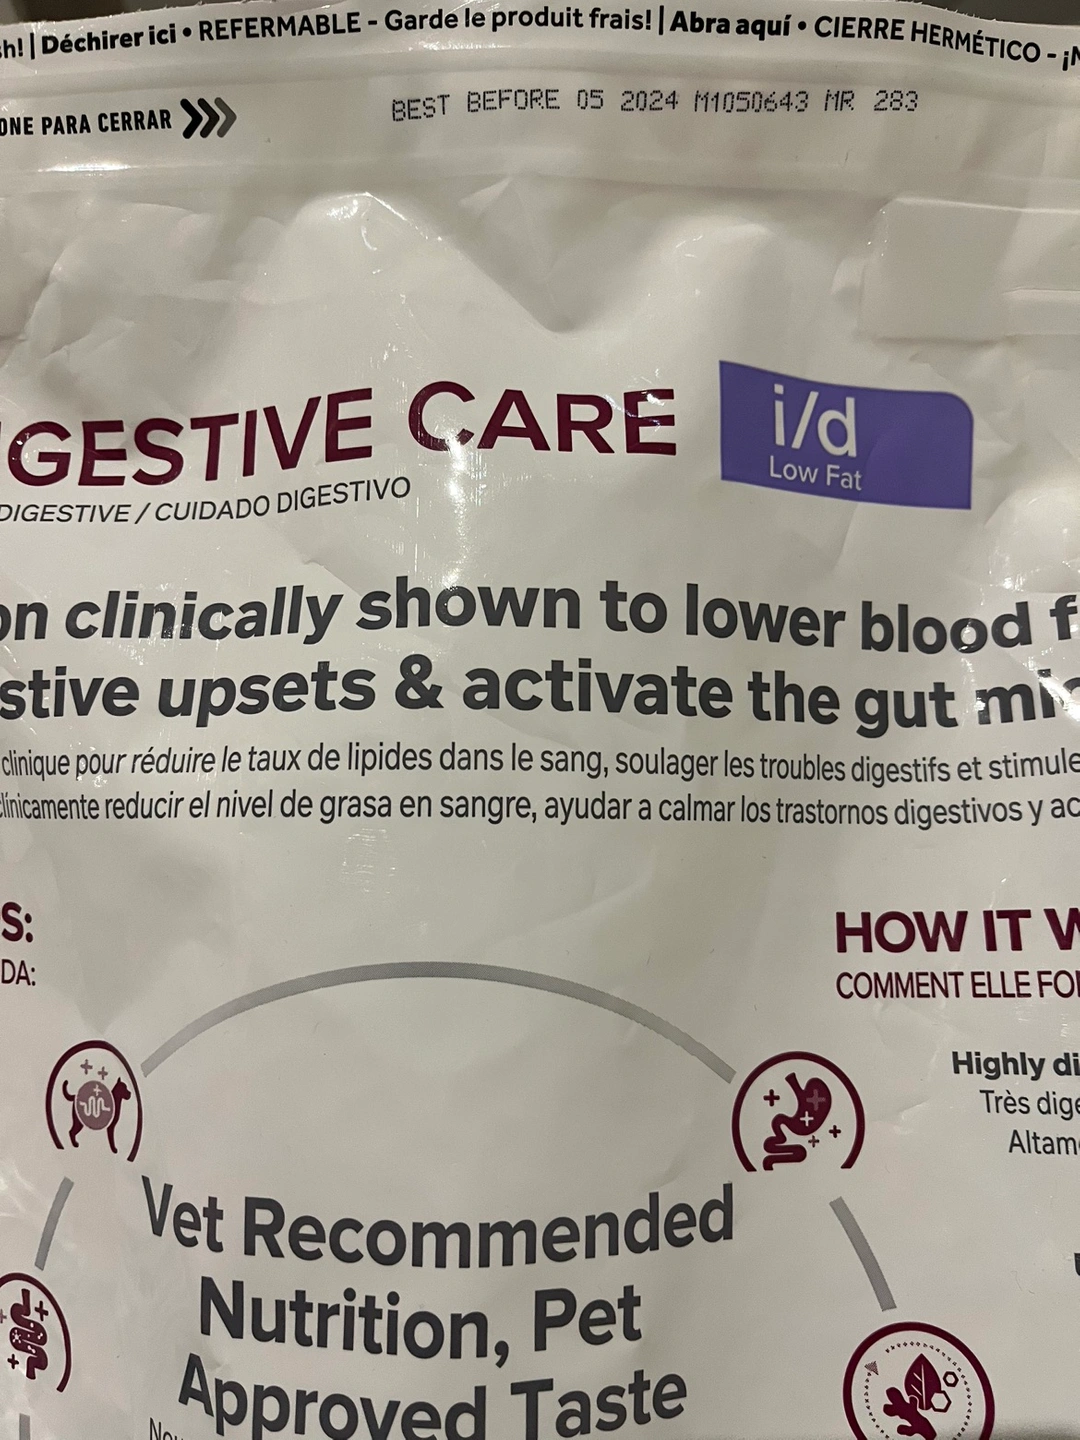 sh! | Déchirer ici • REFERMABLE - Garde le produit frais! | Abra aquí • CIERRE HERMÉTICO - ¡
ONE PARA CERRAR
BEST BEFORE 05 2024 M1050643 MR 283
IGESTIVE CARE
i/d
Low Fat
DIGESTIVE / CUIDADO DIGESTIVO
on clinically shown to lower blood f
stive upsets & activate the gut mic
clinique pour réduire le taux de lipides dans le sang, soulager les troubles digestifs et stimule
clínicamente reducir el nivel de grasa en sangre, ayudar a calmar los trastornos digestivos y ac
S:
DA:
HOW IT W
COMMENT ELLE FO
Highly di
Très dige
Altam
Vet Recommended
Nutrition, Pet
Approved Taste